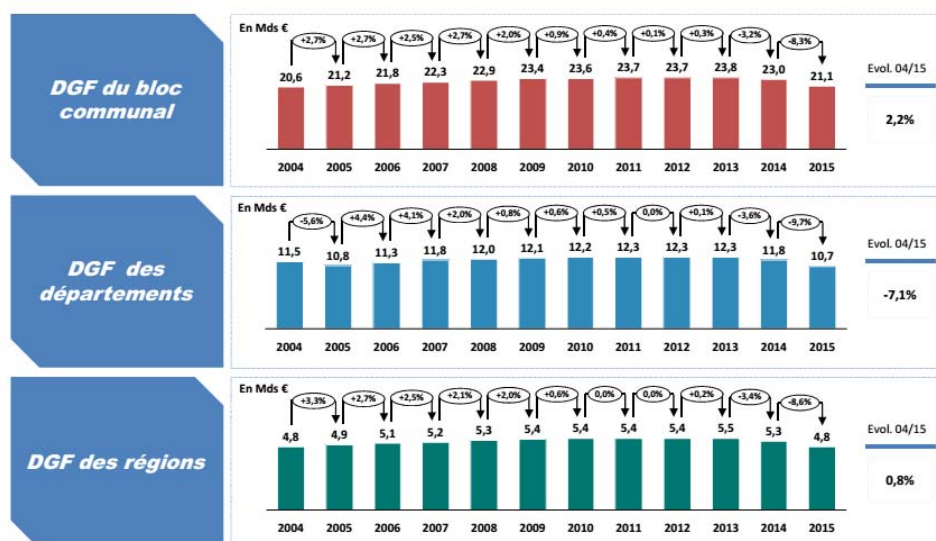 DGF du bloc
communal
En Mds €
+2,7% +2,7% +2,5% +2,7% +2,0% +0,9% +0,4% +0,1% +0,3% -3,2% -8,3%
20,6 21,2 21,8 22,3 22,9 23,4 23,6 23,7 23,7 23,8 23,0 21,1
2004 2005 2006 2007 2008 2009 2010 2011 2012 2013 2014 2015
Evol. 04/15
2,2%
DGF des
départements
En Mds €
-5,6% +4,4% +4,1% +2,0% +0,8% +0,6% +0,5% 0,0% +0,1% -3,6% -9,7%
11,5 10,8 11,3 11,8 12,0 12,1 12,2 12,3 12,3 12,3 11,8 10,7
2004 2005 2006 2007 2008 2009 2010 2011 2012 2013 2014 2015
Evol. 04/15
-7,1%
DGF des régions
En Mds €
+3,3% +2,7% +2,5% +2,1% +2,0% +0,6% 0,0% 0,0% +0,2% -3,4% -8,6%
4,8 4,9 5,1 5,2 5,3 5,4 5,4 5,4 5,4 5,5 5,3 4,8
2004 2005 2006 2007 2008 2009 2010 2011 2012 2013 2014 2015
Evol. 04/15
0,8%